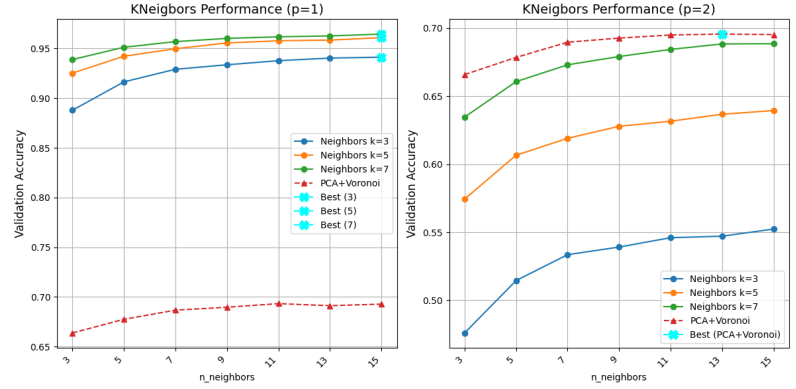 KNeigbors Performance (p=1)
Validation Accuracy
0.95
0.90
0.85
0.80
0.75
0.70
0.65
Neighbors k=3
Neighbors k=5
Neighbors k=7
PCA+Voronoi
Best (3)
Best (5)
Best (7)
3
5
7
9
11
13
15
n_neighbors
KNeigbors Performance (p=2)
Validation Accuracy
0.70
0.65
0.60
0.55
0.50
Neighbors k=3
Neighbors k=5
Neighbors k=7
PCA+Voronoi
Best (PCA+Voronoi)
3
5
7
9
11
13
15
n_neighbors